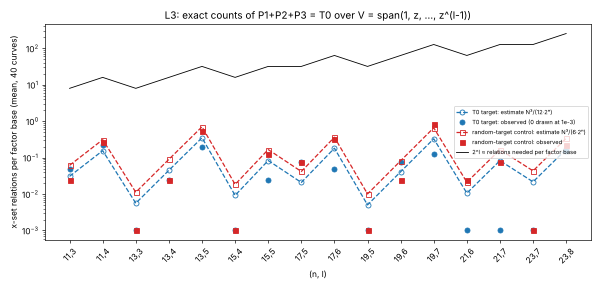 L3: exact counts of P1+P2+P3 = T0 over V = span(1, z, ..., z^(l-1))
x-set relations per factor base (mean, 40 curves)
10²
10¹
10⁰
10⁻¹
10⁻²
10⁻³
T0 target: estimate N³/(12·2ⁿ)
T0 target: observed (0 drawn at 1e-3)
random-target control: estimate N³/(6·2ⁿ)
random-target control: observed
2^l = relations needed per factor base
11,3
11,4
13,3
13,4
13,5
15,4
15,5
17,5
17,6
19,5
19,6
19,7
21,6
21,7
23,7
23,8
(n, l)